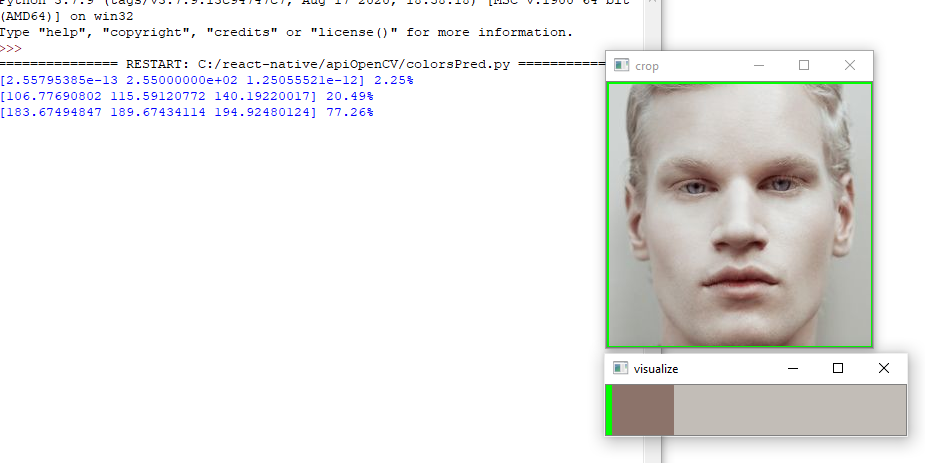 Python 3.7.9 (tags/v3.7.9:13c94747c7, Aug 17 2020, 18:58:18) [MSC v.1900 64 bit
(AMD64)] on win32
Type "help", "copyright", "credits" or "license()" for more information.
>>>
=============== RESTART: C:/react-native/apiOpenCV/colorsPred.py ============
[2.55795385e-13 2.55000000e+02 1.25055521e-12] 2.25%
[106.77690802 115.59120772 140.19220017] 20.49%
[183.67494847 189.67434114 194.92480124] 77.26%
crop
visualize